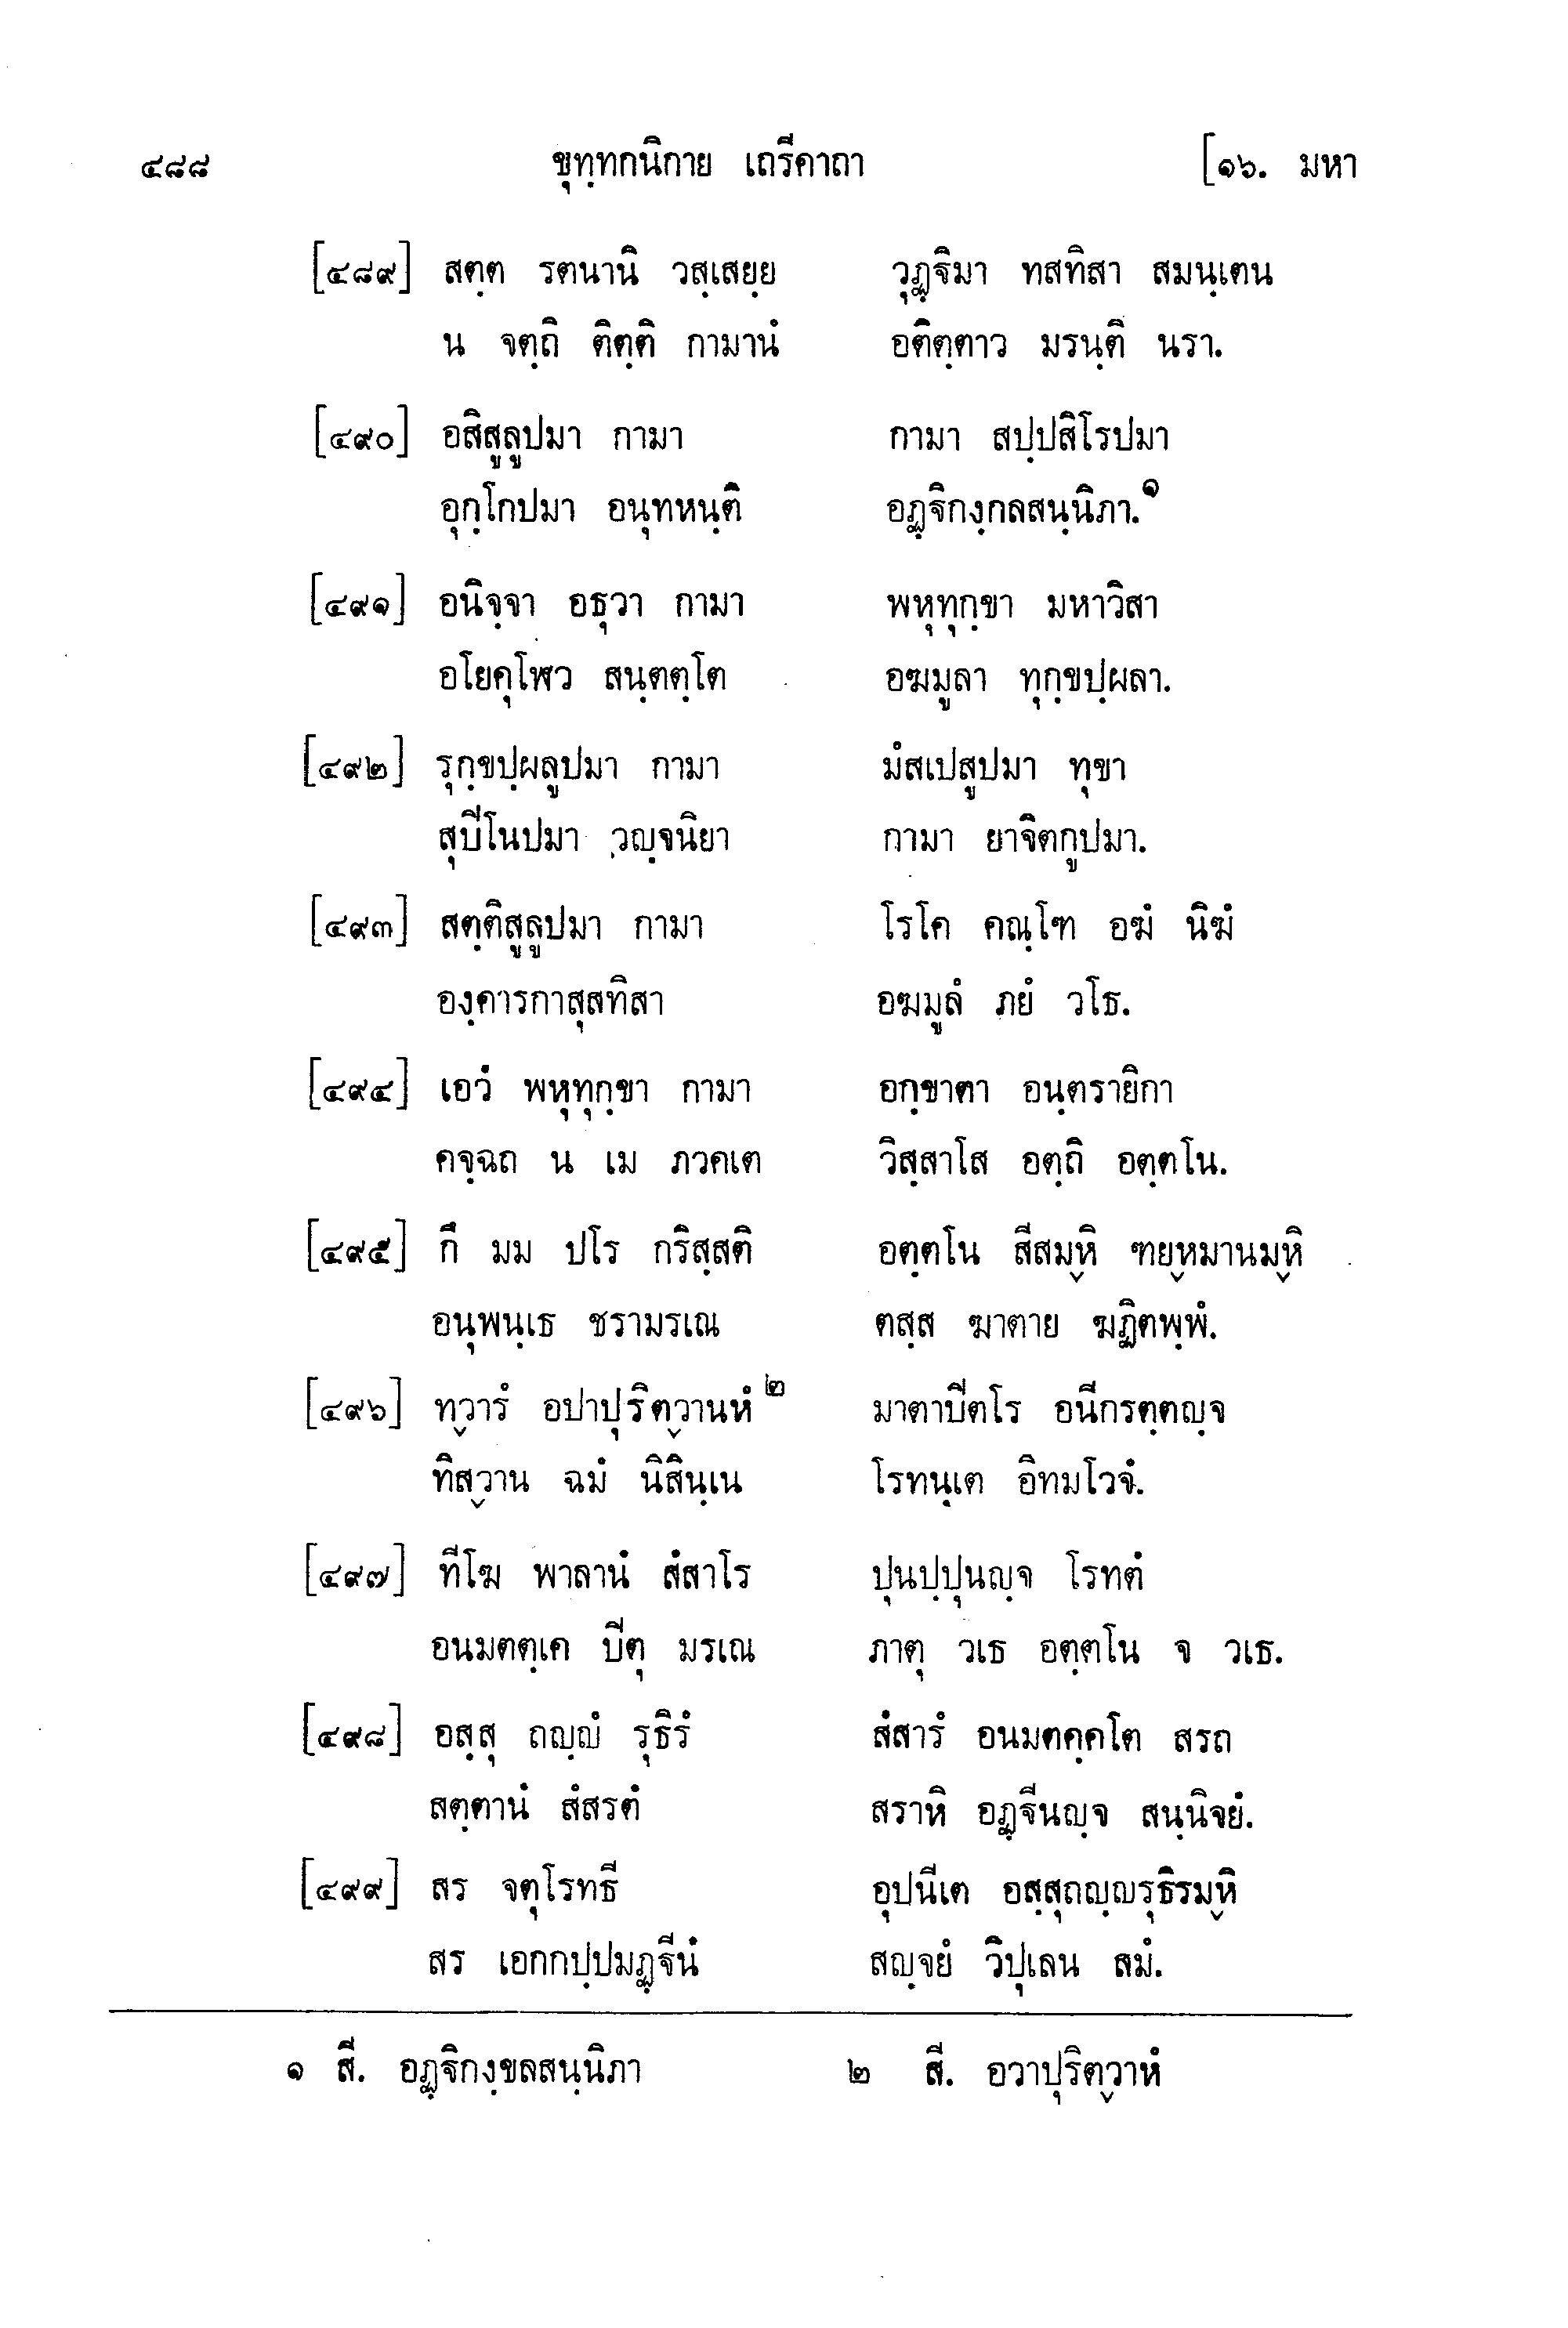 ๔๘๘ ขุทฺทกนิกาย เถรีคาถา [๑๖. มหา
[๔๘๙] สตฺต รตนานิ วสฺเสยฺย วุฏฺฐิมา ทสทิสา สมนฺเตน
น จตฺถิ ติตฺติ กามานํ อติตฺตาว มรนฺติ นรา.
[๔๙๐] อสิสูลูปมา กามา กามา สปฺปสิโรปมา
อุกฺโกปมา อนุทหนฺติ อฏฺฐิกงฺกลสนฺนิภา.๑
[๔๙๑] อนิจฺจา อธุวา กามา พหุทุกฺขา มหาวิสา
อโยคุโฬว สนฺตตฺโต อฆมูลา ทุกฺขปฺผลา.
[๔๙๒] รุกฺขปฺผลูปมา กามา มํสเปสูปมา ทุขา
สุปิโนปมา วญฺจนิยา กามา ยาจิตกูปมา.
[๔๙๓] สตฺติสูลูปมา กามา โรโค คณฺโฑ อฆํ นิฆํ
องฺคารกาสุสทิสา อฆมูลํ ภยํ วโธ.
[๔๙๔] เอวํ พหุทุกฺขา กามา อกฺขาตา อนฺตรายิกา
คจฺฉถ น เม ภวคเต วิสฺสาโส อตฺถิ อตฺตโน.
[๔๙๕] กึ มม ปโร กริสฺสติ อตฺตโน สีสมฺหิ ฑยฺหมานมฺหิ
อนุพนฺเธ ชรามรเณ ตสฺส ฆาตาย ฆฏิตพฺพํ.
[๔๙๖] ทฺวารํ อปาปุริตฺวานหํ๒ มาตาปิตโร อนีกรตฺตญฺจ
ทิสฺวาน ฉมํ นิสินฺเน โรทนฺเต อิทมโวจํ.
[๔๙๗] ทีโฆ พาลานํ สํสาโร ปุนปฺปุนญฺจ โรทตํ
อนมตคฺเค ปิตุ มรเณ ภาตุ วเธ อตฺตโน จ วเธ.
[๔๙๘] อสฺสุ ถญฺญํ รุธิรํ สํสารํ อนมตคฺคโต สรถ
สตฺตานํ สํสรตํ สราหิ อฏฺฐีนญฺจ สนฺนิจยํ.
[๔๙๙] สร จตุโรทธี อุปนีเต อสฺสุถญฺญรุธิรมฺหิ
สร เอกกปฺปมฏฺฐีนํ สญฺจยํ วิปุเลน สมํ.
๑ สี. อฏฺฐิกงฺขลสนฺนิภา ๒ สี. อวาปุริตฺวาหํ